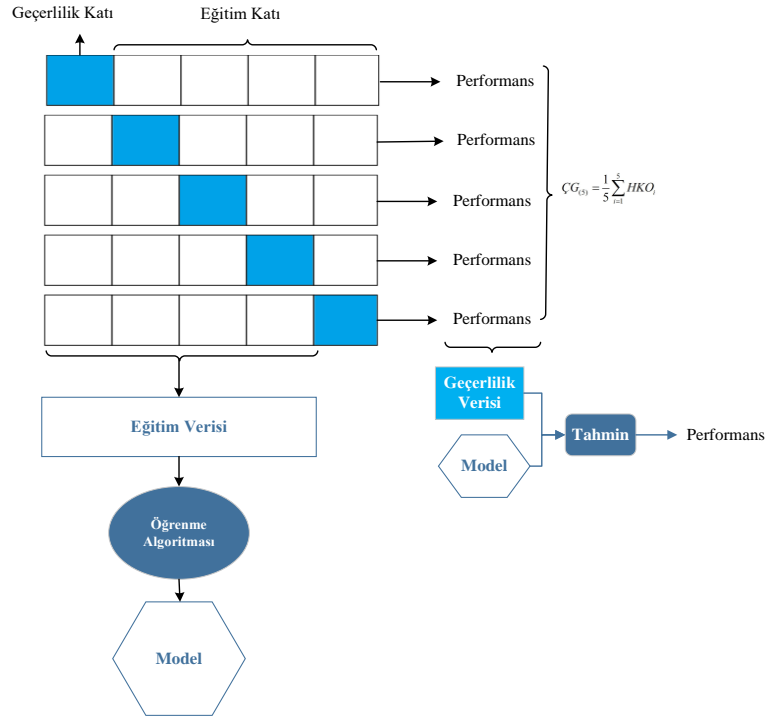 Geçerlilik Katı
Eğitim Katı
Performans
Performans
Performans
Performans
Performans
ÇG₍₅₎ = 1/5 ∑ᵢ₌₁⁵ HKOᵢ
Eğitim Verisi
Öğrenme
Algoritması
Model
Geçerlilik
Verisi
Model
Tahmin
Performans